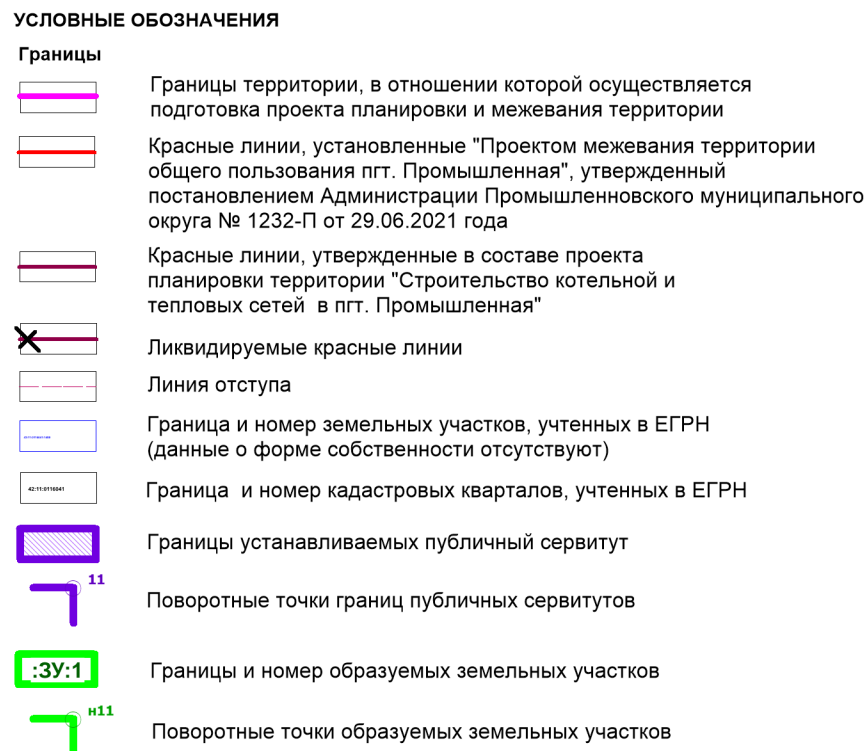 УСЛОВНЫЕ ОБОЗНАЧЕНИЯ
Границы
Границы территории, в отношении которой осуществляется
подготовка проекта планировки и межевания территории
Красные линии, установленные "Проектом межевания территории
общего пользования пгт. Промышленная", утвержденный
постановлением Администрации Промышленновского муниципального
округа № 1232-П от 29.06.2021 года
Красные линии, утвержденные в составе проекта
планировки территории "Строительство котельной и
тепловых сетей в пгт. Промышленная"
Ликвидируемые красные линии
Линия отступа
Граница и номер земельных участков, учтенных в ЕГРН
(данные о форме собственности отсутствуют)
42:11:0116041
Граница и номер кадастровых кварталов, учтенных в ЕГРН
Границы устанавливаемых публичный сервитут
11
Поворотные точки границ публичных сервитутов
:ЗУ:1
Границы и номер образуемых земельных участков
н11
Поворотные точки образуемых земельных участков